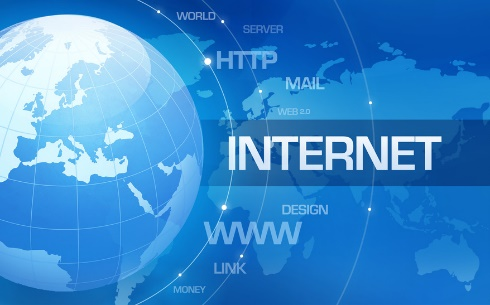 WORLD
SERVER
HTTP
MAIL
WEB 2.0
INTERNET
DESIGN
WWW
LINK
MONEY